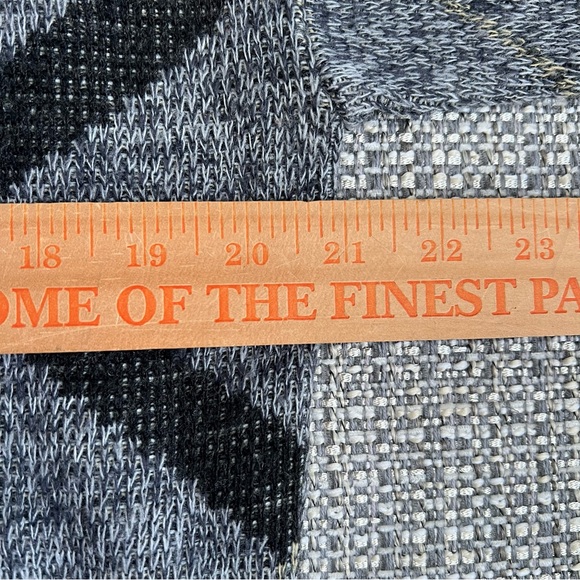 18 19 20 21 22 23
OME OF THE FINEST PA